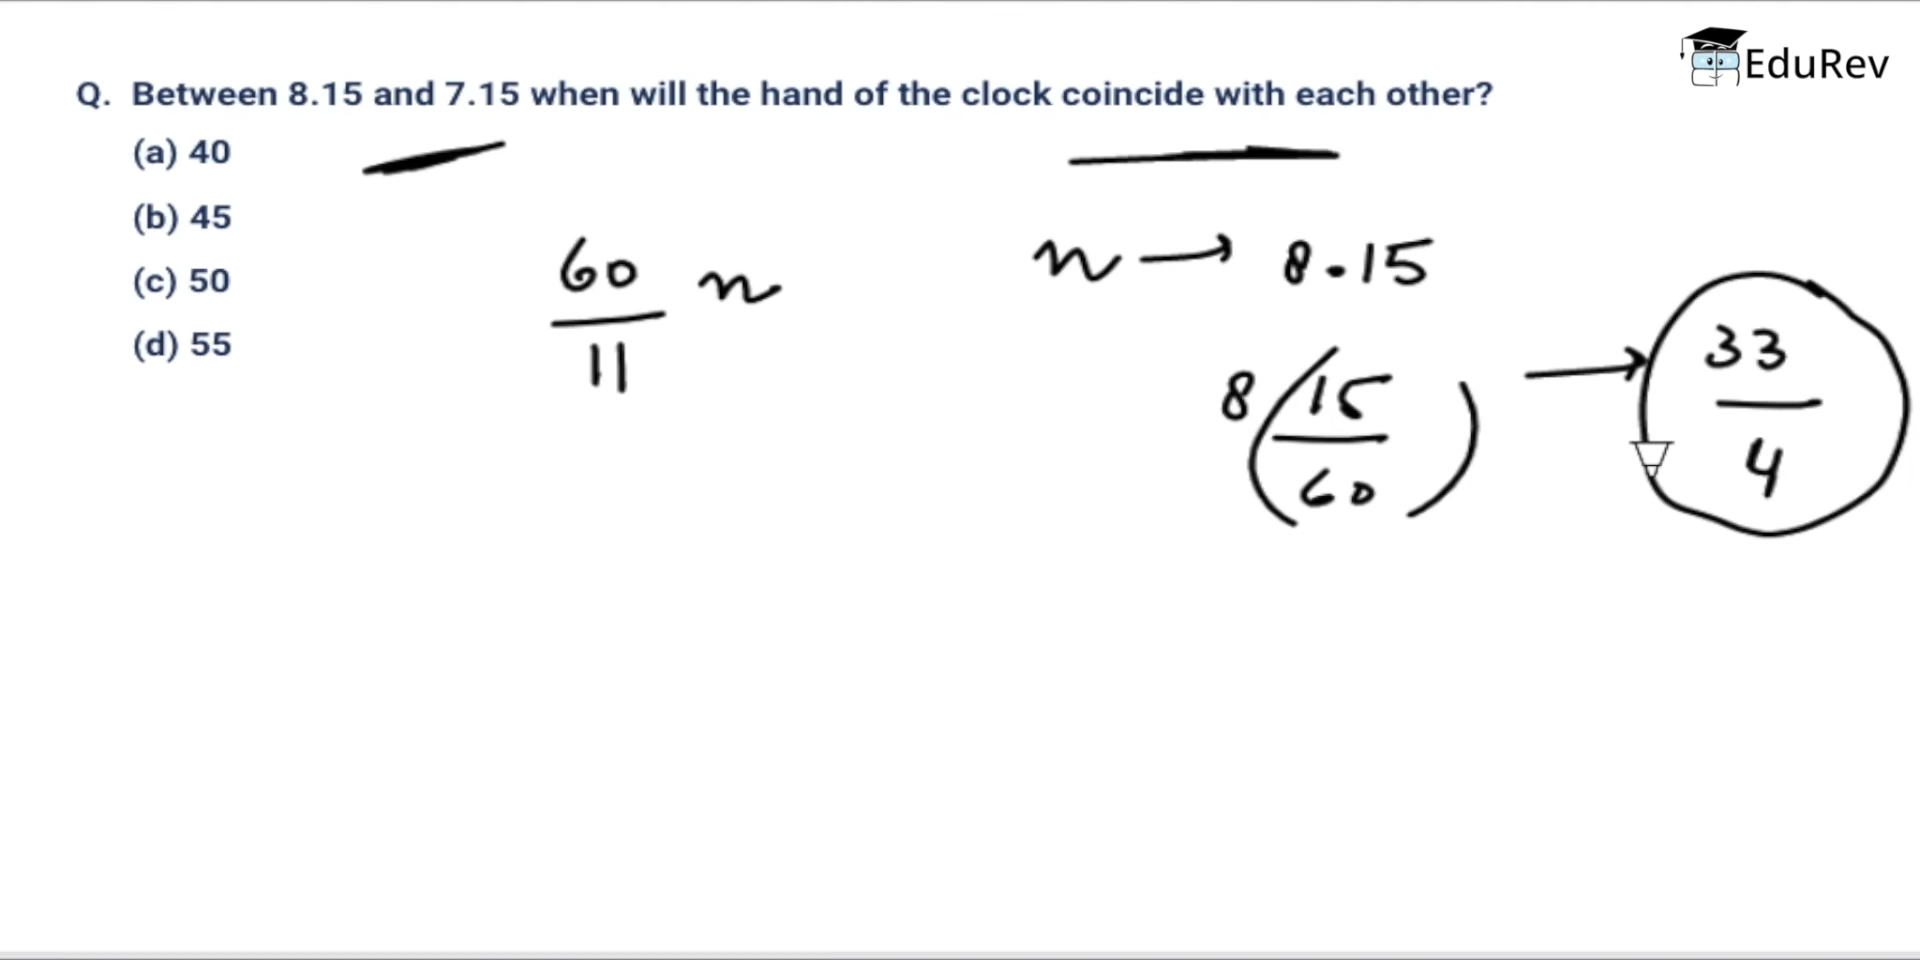 EduRev
Q. Between 8.15 and 7.15 when will the hand of the clock coincide with each other?
(a) 40
(b) 45
(c) 50
(d) 55
60/11 n
n → 8.15
8(15/60) → 33/4